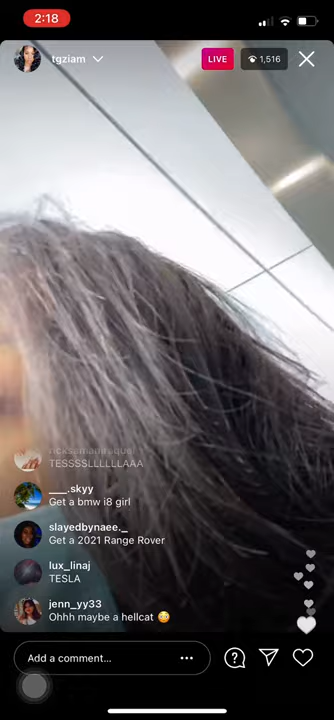 2:18
tgziam
LIVE
1,516
TESSSSLLLLLLAAA
___.skyy
Get a bmw i8 girl
slayedbynaee._
Get a 2021 Range Rover
lux_linaj
TESLA
jenn_yy33
Ohhh maybe a hellcat 😳
Add a comment...